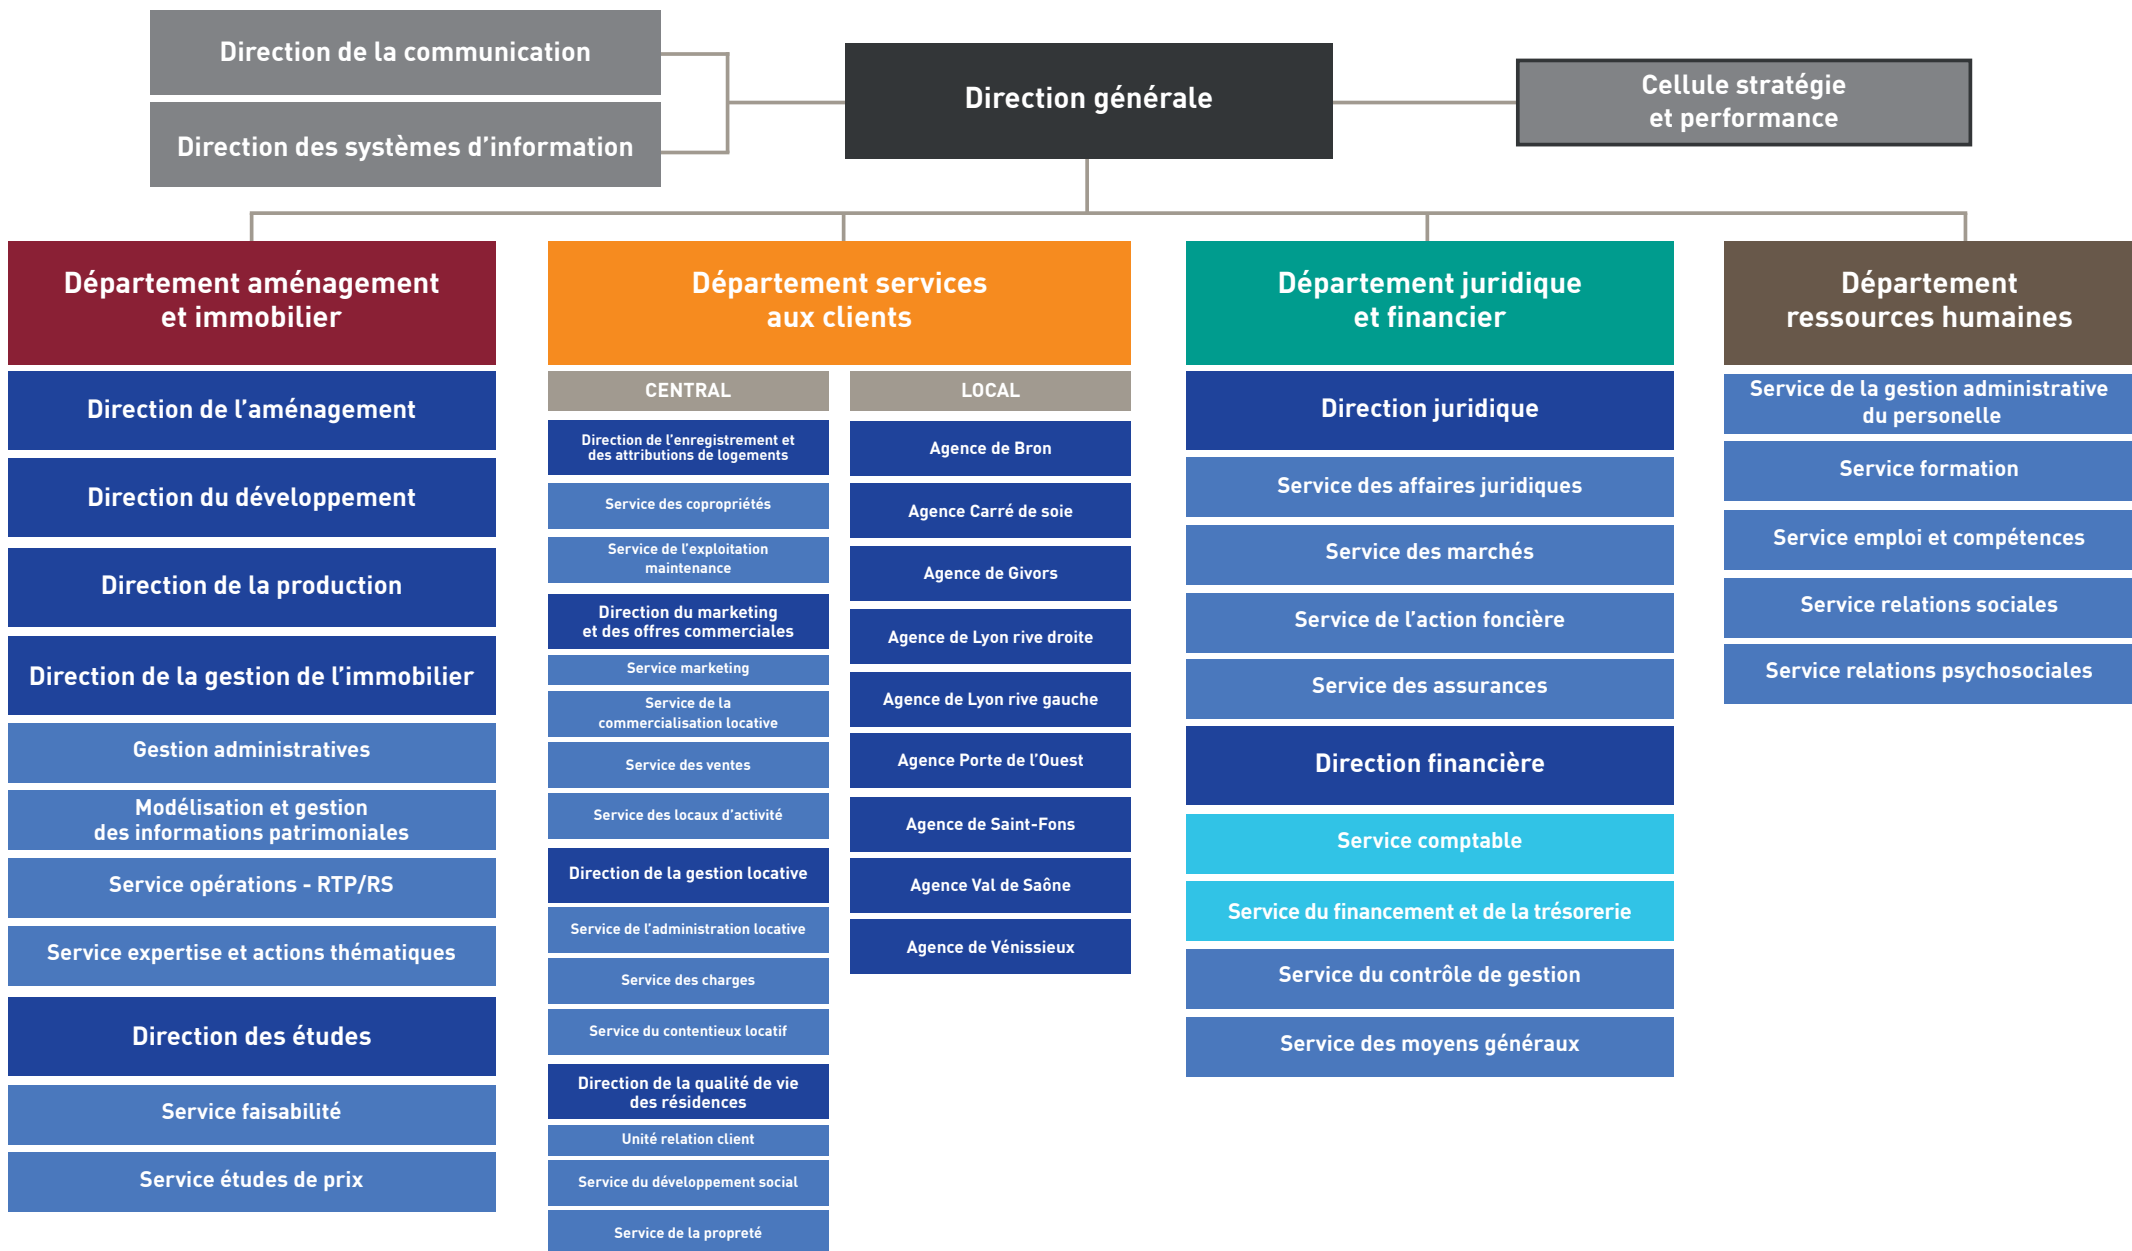 Direction de la communication
Direction des systèmes d’information
Direction générale
Cellule stratégie
et performance
Département aménagement
et immobilier
Direction de l’aménagement
Direction du développement
Direction de la production
Direction de la gestion de l’immobilier
Gestion administratives
Modélisation et gestion
des informations patrimoniales
Service opérations - RTP/RS
Service expertise et actions thématiques
Direction des études
Service faisabilité
Service études de prix
Département services
aux clients
CENTRAL
Direction de l’enregistrement et
des attributions de logements
Service des copropriétés
Service de l’exploitation
maintenance
Direction du marketing
et des offres commerciales
Service marketing
Service de la
commercialisation locative
Service des ventes
Service des locaux d’activité
Direction de la gestion locative
Service de l’administration locative
Service des charges
Service du contentieux locatif
Direction de la qualité de vie
des résidences
Unité relation client
Service du développement social
Service de la propreté
LOCAL
Agence de Bron
Agence Carré de soie
Agence de Givors
Agence de Lyon rive droite
Agence de Lyon rive gauche
Agence Porte de l’Ouest
Agence de Saint-Fons
Agence Val de Saône
Agence de Vénissieux
Département juridique
et financier
Direction juridique
Service des affaires juridiques
Service des marchés
Service de l’action foncière
Service des assurances
Direction financière
Service comptable
Service du financement et de la trésorerie
Service du contrôle de gestion
Service des moyens généraux
Département
ressources humaines
Service de la gestion administrative
du personelle
Service formation
Service emploi et compétences
Service relations sociales
Service relations psychosociales